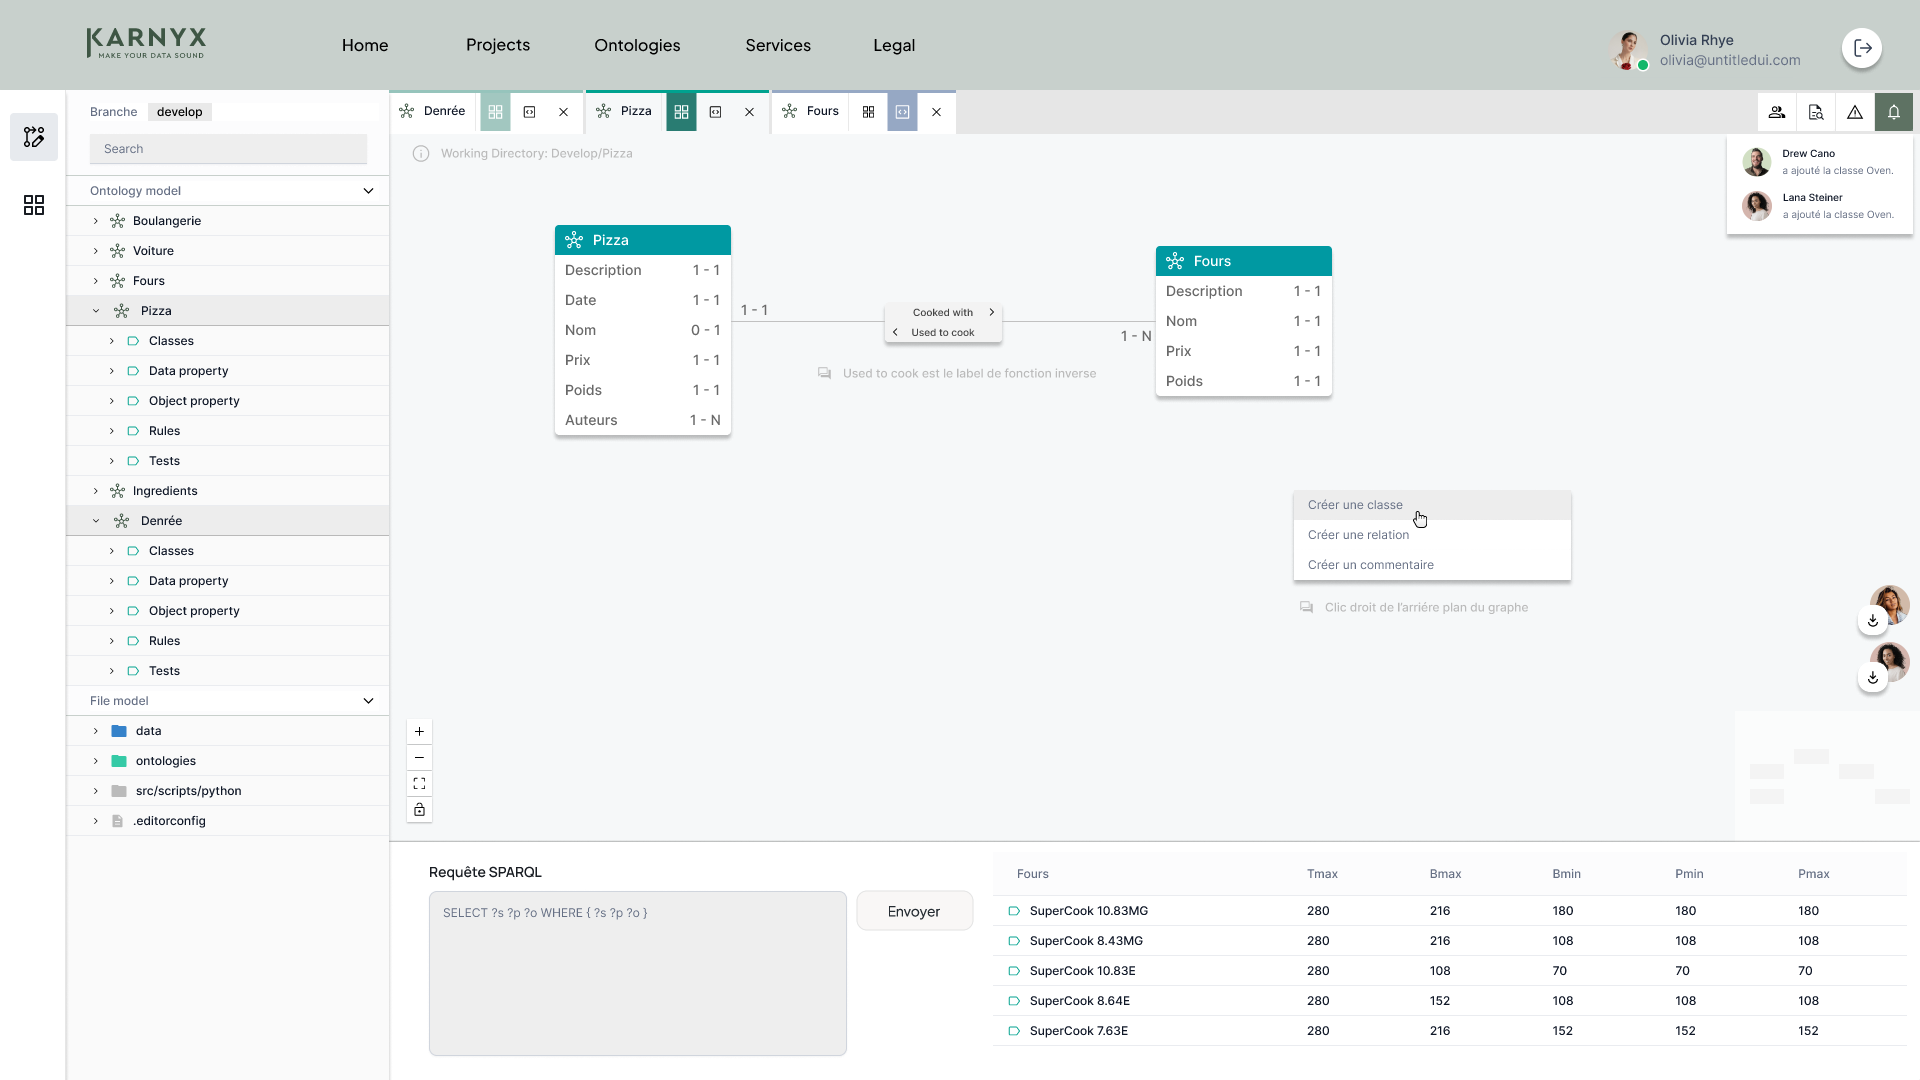 KARNYX
MAKE YOUR DATA SOUND
Home
Projects
Ontologies
Services
Legal
Olivia Rhye
olivia@untitledui.com
Branche
develop
Search
Ontology model
Boulangerie
Voiture
Fours
Pizza
Classes
Data property
Object property
Rules
Tests
Ingredients
Denrée
Classes
Data property
Object property
Rules
Tests
File model
data
ontologies
src/scripts/python
.editorconfig
Denrée
Pizza
Fours
Working Directory: Develop/Pizza
Drew Cano
a ajouté la classe Oven.
Lana Steiner
a ajouté la classe Oven.
Pizza
Description 1 - 1
Date 1 - 1
Nom 0 - 1
Prix 1 - 1
Poids 1 - 1
Auteurs 1 - N
1 - 1
Cooked with
Used to cook
1 - N
Used to cook est le label de fonction inverse
Fours
Description 1 - 1
Nom 1 - 1
Prix 1 - 1
Poids 1 - 1
Créer une classe
Créer une relation
Créer un commentaire
Clic droit de l'arriére plan du graphe
Requête SPARQL
SELECT ?s ?p ?o WHERE { ?s ?p ?o }
Envoyer
Fours Tmax Bmax Bmin Pmin Pmax
SuperCook 10.83MG 280 216 180 180 180
SuperCook 8.43MG 280 216 108 108 108
SuperCook 10.83E 280 108 70 70 70
SuperCook 8.64E 280 152 108 108 108
SuperCook 7.63E 280 216 152 152 152